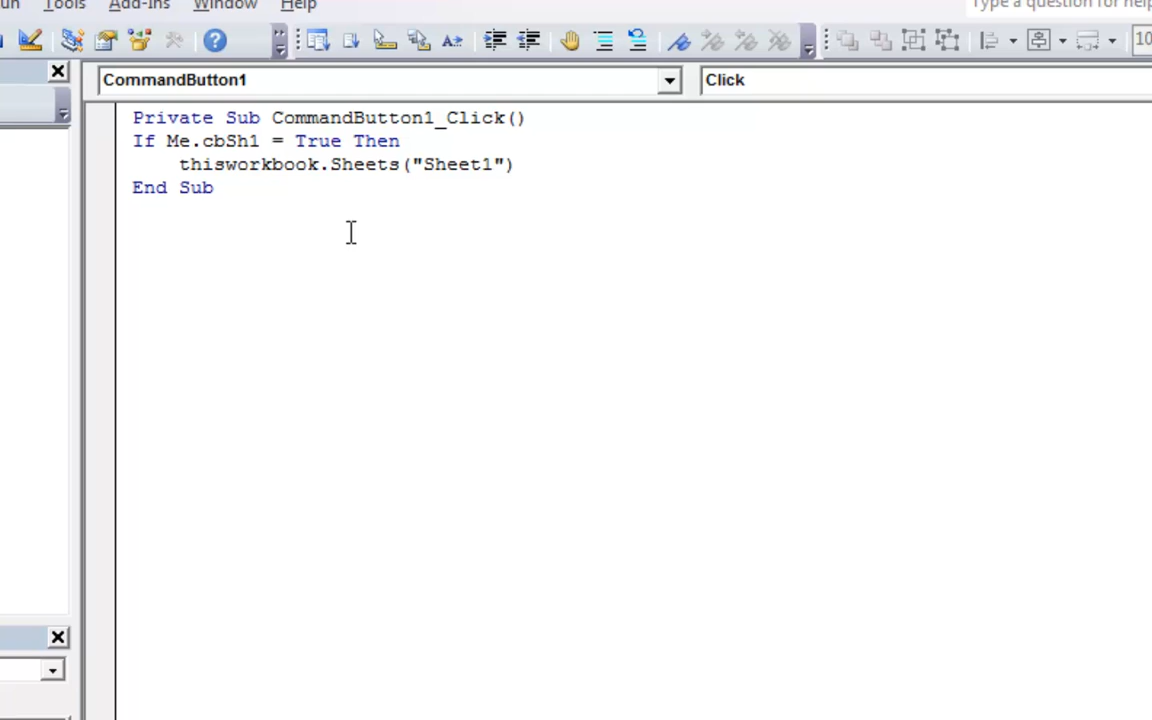 un Tools Add-Ins Window Help
Type a question for help
10
CommandButton1
Click
Private Sub CommandButton1_Click()
If Me.cbSh1 = True Then
thisworkbook.Sheets("Sheet1")
End Sub